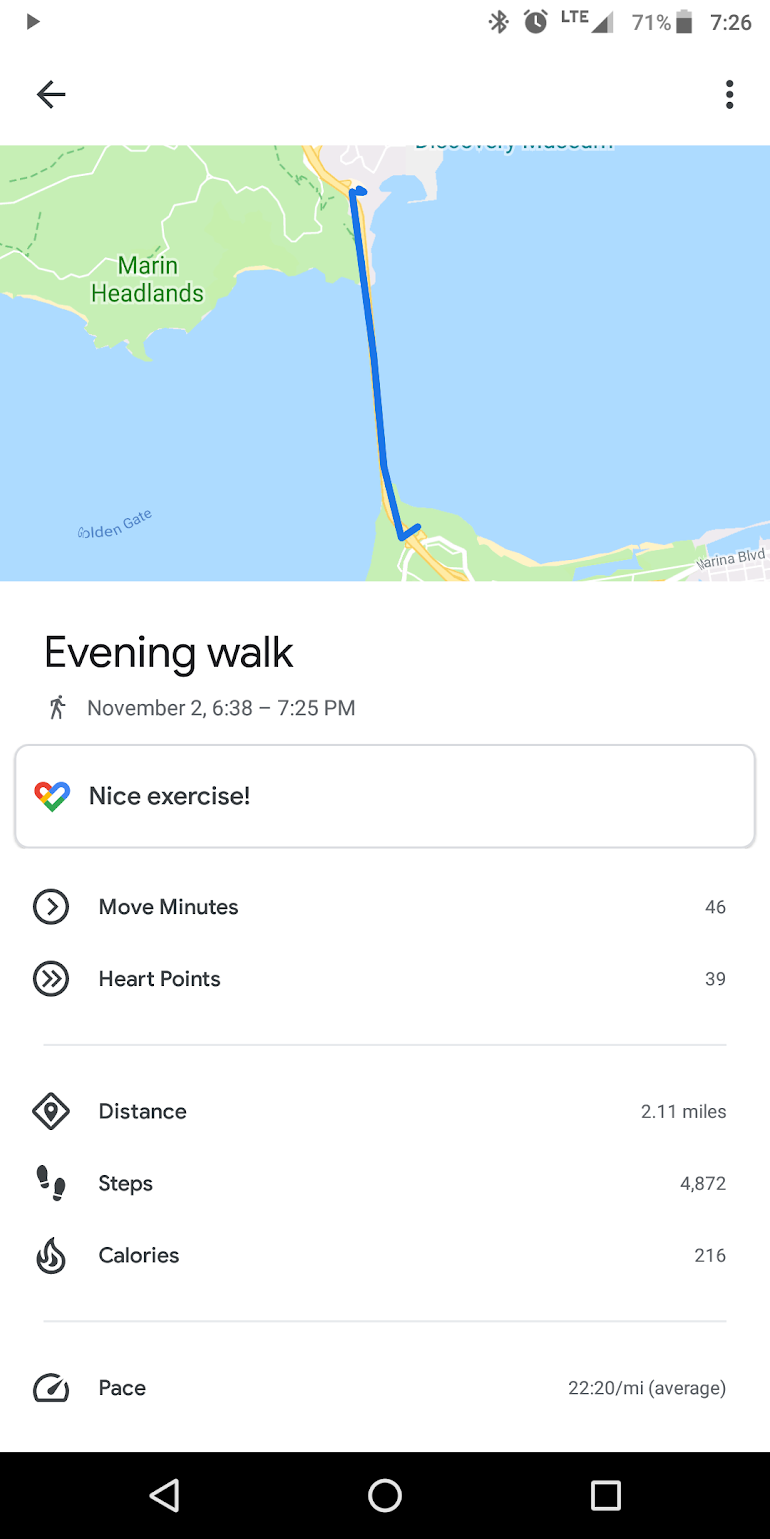 LTE 71% 7:26
Discovery Museum
Marin
Headlands
Golden Gate
Marina Blvd
Evening walk
November 2, 6:38 – 7:25 PM
Nice exercise!
Move Minutes 46
Heart Points 39
Distance 2.11 miles
Steps 4,872
Calories 216
Pace 22:20/mi (average)